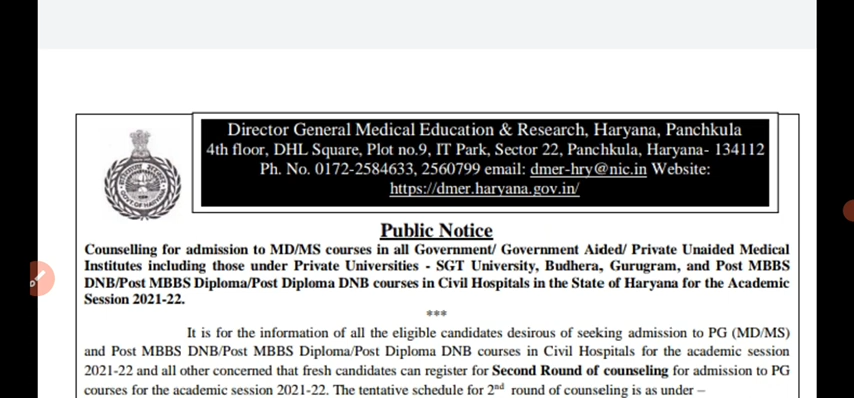 Director General Medical Education & Research, Haryana, Panchkula
4th floor, DHL Square, Plot no.9, IT Park, Sector 22, Panchkula, Haryana- 134112
Ph. No. 0172-2584633, 2560799 email: dmer-hry@nic.in Website:
https://dmer.haryana.gov.in/
Public Notice
Counselling for admission to MD/MS courses in all Government/ Government Aided/ Private Unaided Medical
Institutes including those under Private Universities - SGT University, Budhera, Gurugram, and Post MBBS
DNB/Post MBBS Diploma/Post Diploma DNB courses in Civil Hospitals in the State of Haryana for the Academic
Session 2021-22.
***
It is for the information of all the eligible candidates desirous of seeking admission to PG (MD/MS)
and Post MBBS DNB/Post MBBS Diploma/Post Diploma DNB courses in Civil Hospitals for the academic session
2021-22 and all other concerned that fresh candidates can register for Second Round of counseling for admission to PG
courses for the academic session 2021-22. The tentative schedule for 2nd round of counseling is as under –